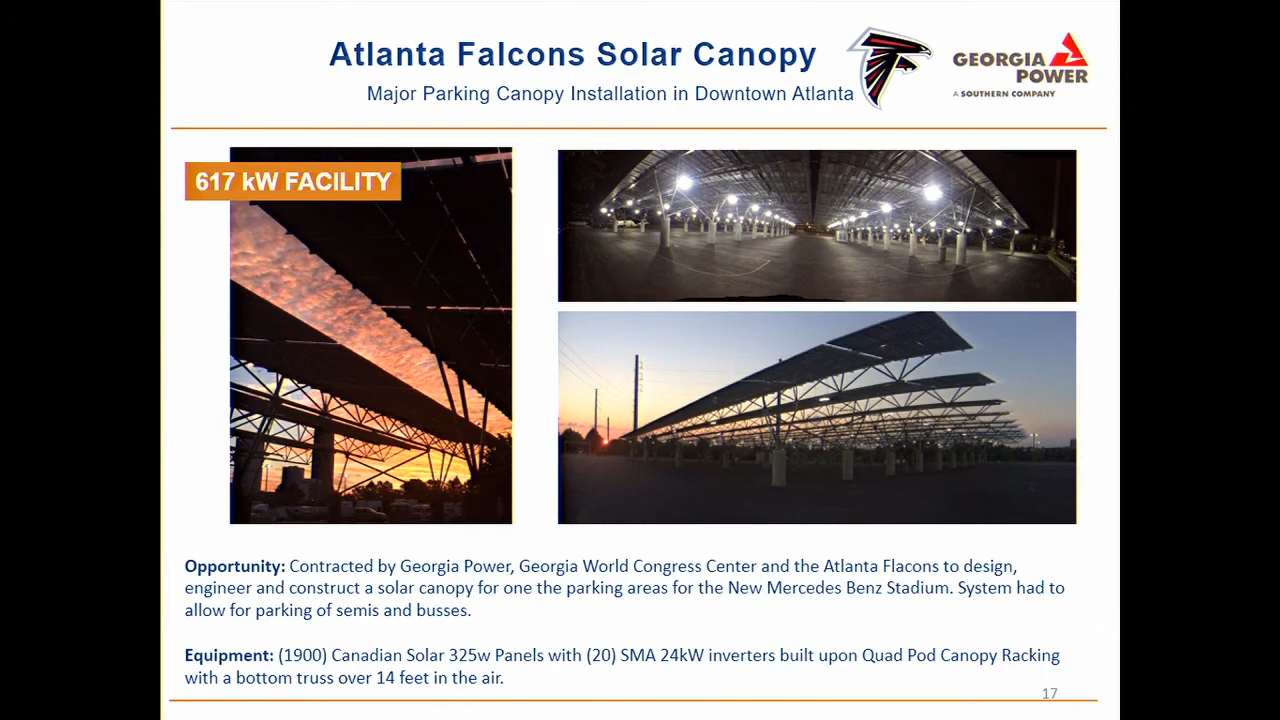 Atlanta Falcons Solar Canopy
Major Parking Canopy Installation in Downtown Atlanta
GEORGIA
POWER
A SOUTHERN COMPANY
617 kW FACILITY
Opportunity: Contracted by Georgia Power, Georgia World Congress Center and the Atlanta Flacons to design,
engineer and construct a solar canopy for one the parking areas for the New Mercedes Benz Stadium. System had to
allow for parking of semis and busses.
Equipment: (1900) Canadian Solar 325w Panels with (20) SMA 24kW inverters built upon Quad Pod Canopy Racking
with a bottom truss over 14 feet in the air.
17